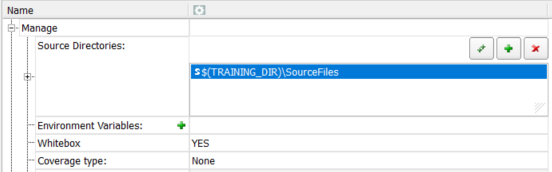 Name
Manage
Source Directories:
S $(TRAINING_DIR)\SourceFiles
Environment Variables:
Whitebox YES
Coverage type: None